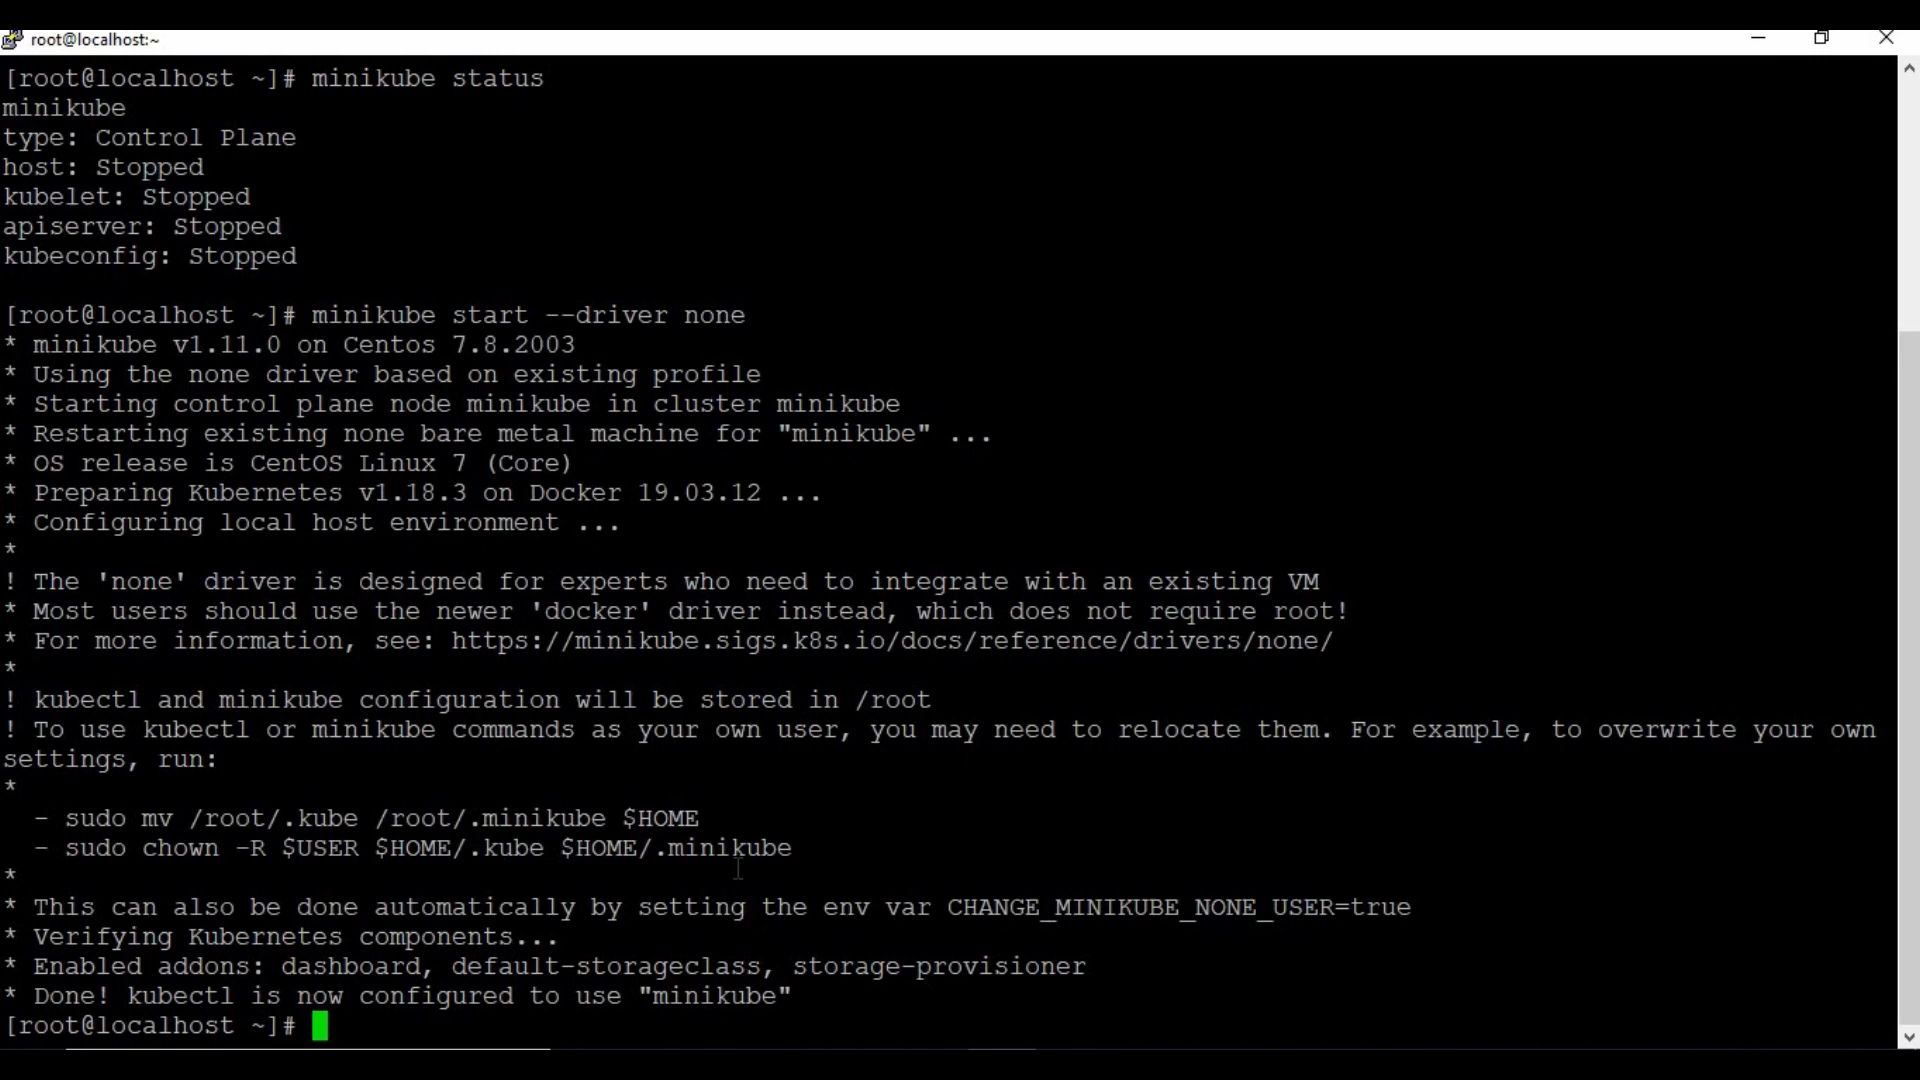 root@localhost:~
[root@localhost ~]# minikube status
minikube
type: Control Plane
host: Stopped
kubelet: Stopped
apiserver: Stopped
kubeconfig: Stopped
[root@localhost ~]# minikube start --driver none
* minikube v1.11.0 on Centos 7.8.2003
* Using the none driver based on existing profile
* Starting control plane node minikube in cluster minikube
* Restarting existing none bare metal machine for "minikube" ...
* OS release is CentOS Linux 7 (Core)
* Preparing Kubernetes v1.18.3 on Docker 19.03.12 ...
* Configuring local host environment ...
*
! The 'none' driver is designed for experts who need to integrate with an existing VM
* Most users should use the newer 'docker' driver instead, which does not require root!
* For more information, see: https://minikube.sigs.k8s.io/docs/reference/drivers/none/
*
! kubectl and minikube configuration will be stored in /root
! To use kubectl or minikube commands as your own user, you may need to relocate them. For example, to overwrite your own
settings, run:
*
- sudo mv /root/.kube /root/.minikube $HOME
- sudo chown -R $USER $HOME/.kube $HOME/.minikube
*
* This can also be done automatically by setting the env var CHANGE_MINIKUBE_NONE_USER=true
* Verifying Kubernetes components...
* Enabled addons: dashboard, default-storageclass, storage-provisioner
* Done! kubectl is now configured to use "minikube"
[root@localhost ~]#